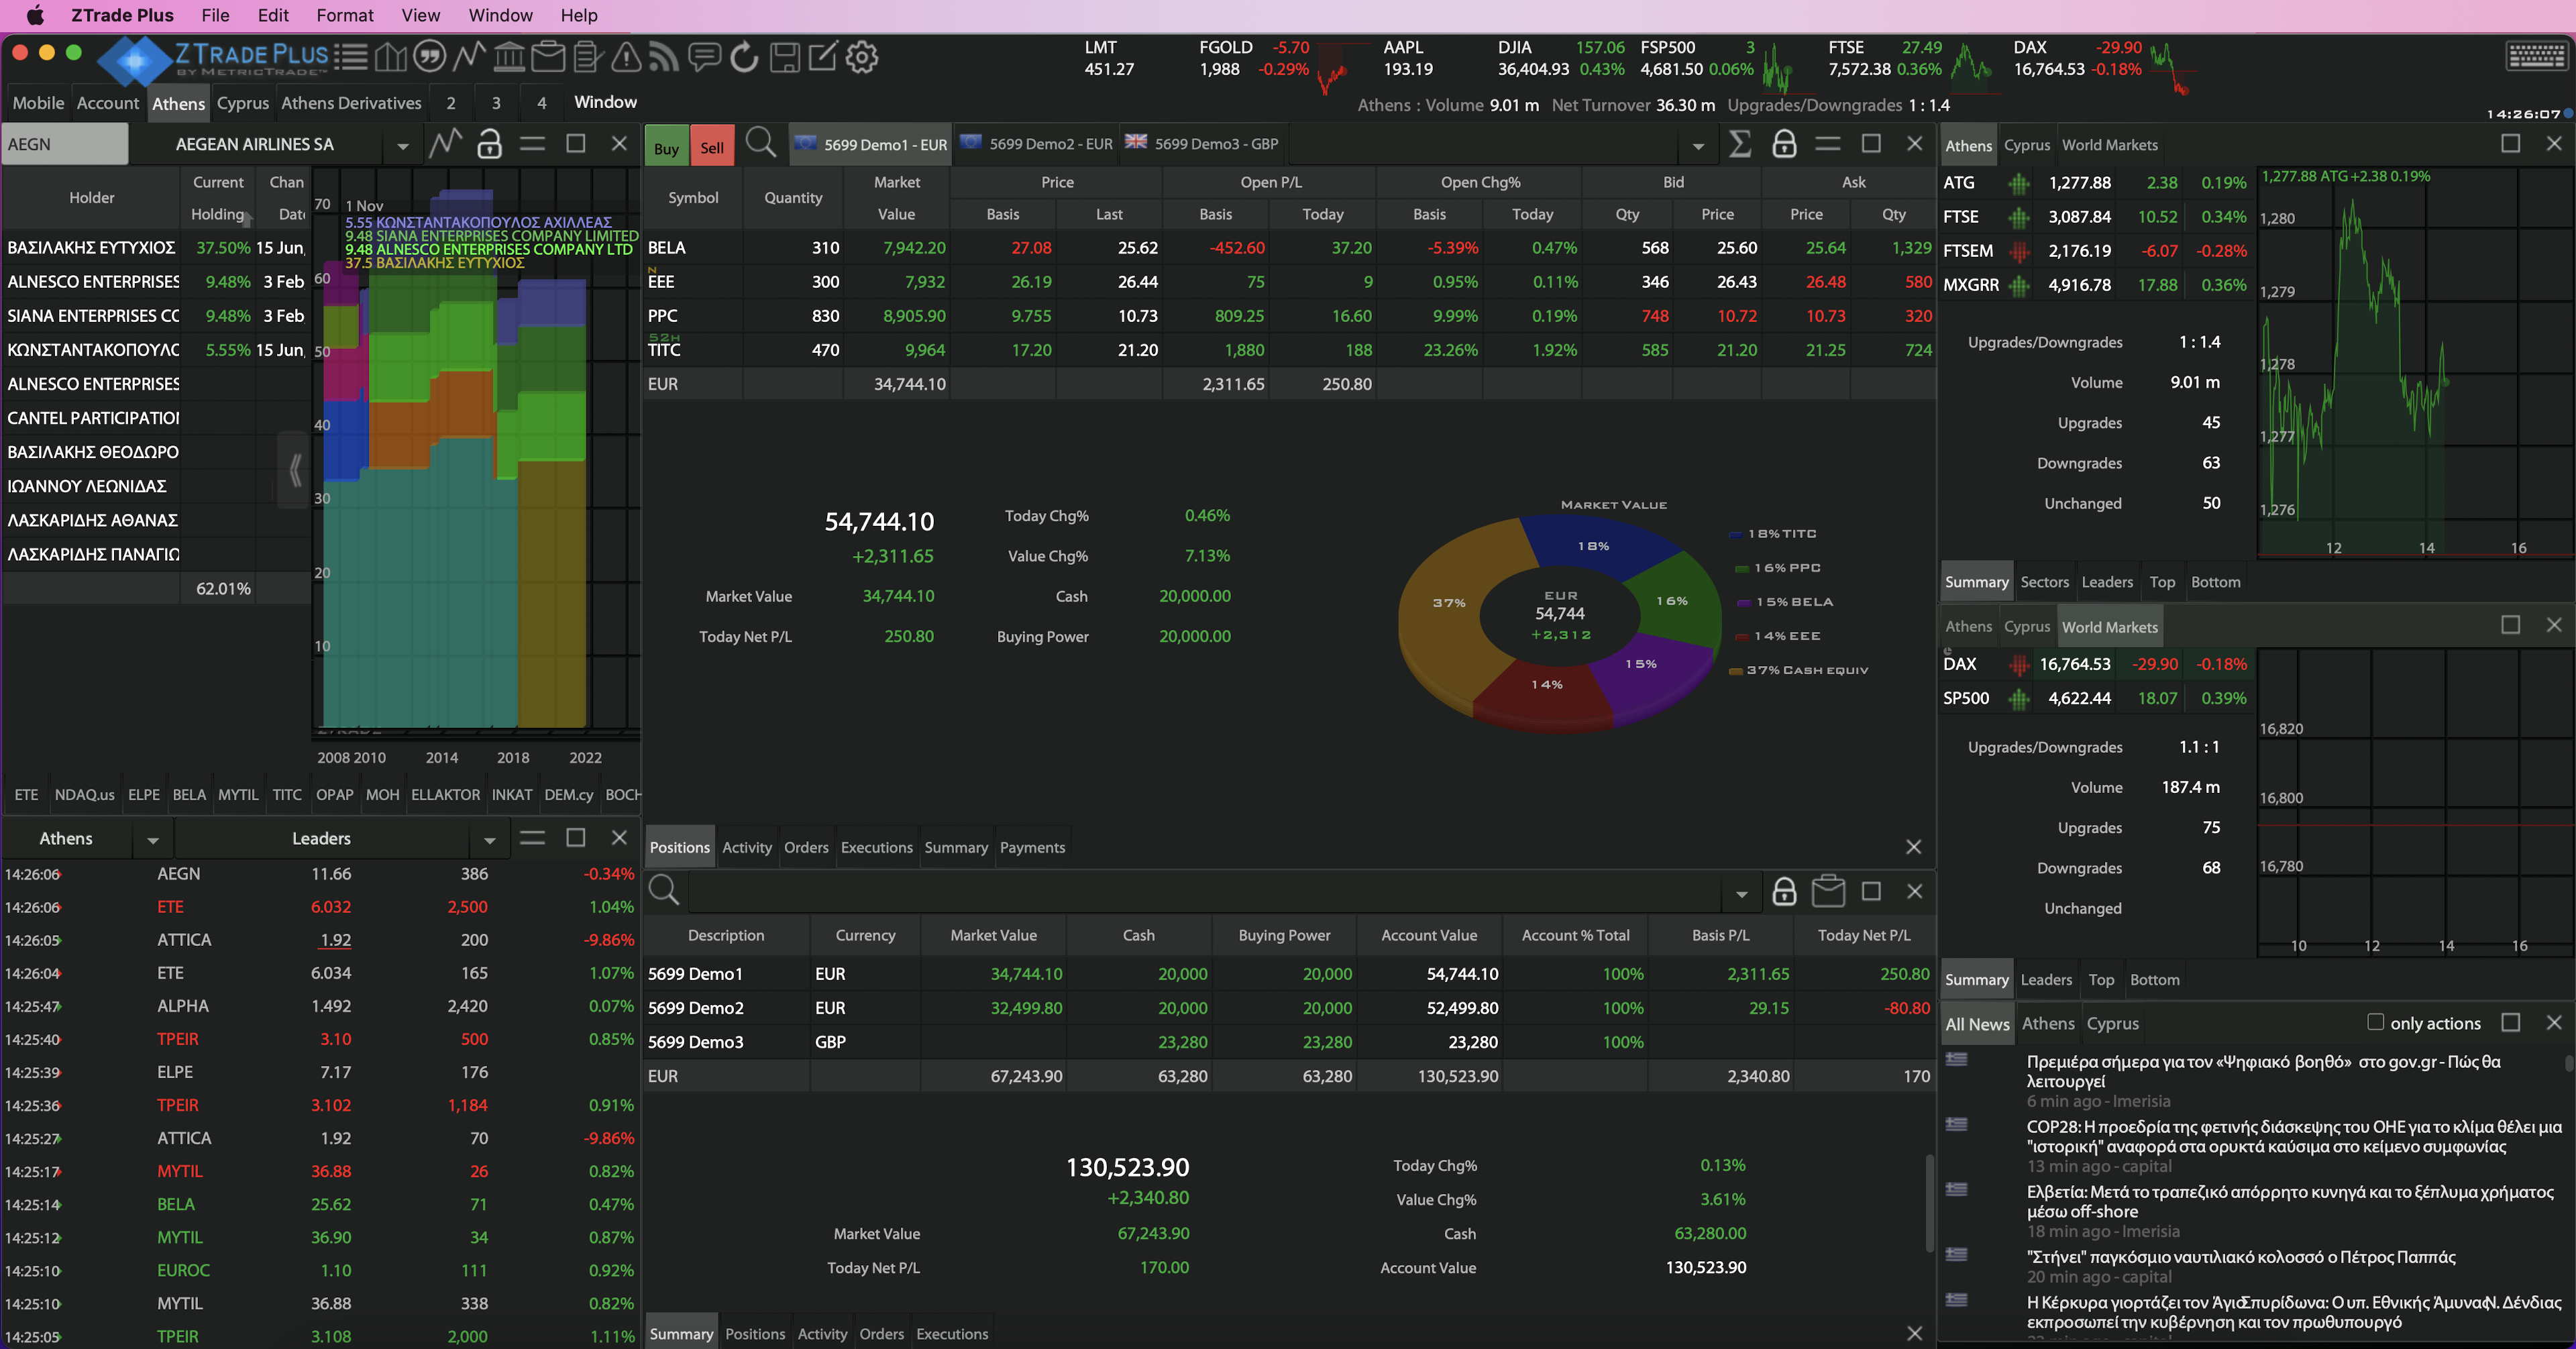 ZTrade Plus File Edit Format View Window Help
Z TRADE PLUS
BY METRICTRADE™
LMT
451.27
FGOLD -5.70
1,988 -0.29%
AAPL
193.19
DJIA 157.06
36,404.93 0.43%
FSP500 3
4,681.50 0.06%
FTSE 27.49
7,572.38 0.36%
DAX -29.90
16,764.53 -0.18%
Mobile Account Athens Cyprus Athens Derivatives 2 3 4 Window
Athens : Volume 9.01 m Net Turnover 36.30 m Upgrades/Downgrades 1 : 1.4
14:26:07
AEGN AEGEAN AIRLINES SA
Holder Current Holding Chan Date
ΒΑΣΙΛΑΚΗΣ ΕΥΤΥΧΙΟΣ 37.50% 15 Jun,
ALNESCO ENTERPRISES 9.48% 3 Feb
SIANA ENTERPRISES CO 9.48% 3 Feb
ΚΩΝΣΤΑΝΤΑΚΟΠΟΥΛΟ 5.55% 15 Jun,
ALNESCO ENTERPRISES
CANTEL PARTICIPATION
ΒΑΣΙΛΑΚΗΣ ΘΕΟΔΩΡΟ
ΙΩΑΝΝΟΥ ΛΕΩΝΙΔΑΣ
ΛΑΣΚΑΡΙΔΗΣ ΑΘΑΝΑΣ
ΛΑΣΚΑΡΙΔΗΣ ΠΑΝΑΓΙΩ
62.01%
1 Nov
5.55 ΚΩΝΣΤΑΝΤΑΚΟΠΟΥΛΟΣ ΑΧΙΛΛΕΑΣ
9.48 SIANA ENTERPRISES COMPANY LIMITED
9.48 ALNESCO ENTERPRISES COMPANY LTD
37.5 ΒΑΣΙΛΑΚΗΣ ΕΥΤΥΧΙΟΣ
70
60
50
40
30
20
10
2008 2010 2014 2018 2022
ETE NDAQ.us ELPE BELA MYTIL TITC OPAP MOH ELLAKTOR INKAT DEM.cy BOCH
Athens Leaders
14:26:06 AEGN 11.66 386 -0.34%
14:26:06 ETE 6.032 2,500 1.04%
14:26:05 ATTICA 1.92 200 -9.86%
14:26:04 ETE 6.034 165 1.07%
14:25:47 ALPHA 1.492 2,420 0.07%
14:25:40 TPEIR 3.10 500 0.85%
14:25:39 ELPE 7.17 176
14:25:36 TPEIR 3.102 1,184 0.91%
14:25:27 ATTICA 1.92 70 -9.86%
14:25:17 MYTIL 36.88 26 0.82%
14:25:14 BELA 25.62 71 0.47%
14:25:12 MYTIL 36.90 34 0.87%
14:25:10 EUROC 1.10 111 0.92%
14:25:10 MYTIL 36.88 338 0.82%
14:25:05 TPEIR 3.108 2,000 1.11%
Buy Sell 5699 Demo1 - EUR 5699 Demo2 - EUR 5699 Demo3 - GBP
Symbol Quantity Market Value Price Open P/L Open Chg% Bid Ask
Basis Last Basis Today Basis Today Qty Price Price Qty
BELA 310 7,942.20 27.08 25.62 -452.60 37.20 -5.39% 0.47% 568 25.60 25.64 1,329
N
EEE 300 7,932 26.19 26.44 75 9 0.95% 0.11% 346 26.43 26.48 580
PPC 830 8,905.90 9.755 10.73 809.25 16.60 9.99% 0.19% 748 10.72 10.73 320
52H
TITC 470 9,964 17.20 21.20 1,880 188 23.26% 1.92% 585 21.20 21.25 724
EUR 34,744.10 2,311.65 250.80
54,744.10 Today Chg% 0.46%
+2,311.65 Value Chg% 7.13%
Market Value 34,744.10 Cash 20,000.00
Today Net P/L 250.80 Buying Power 20,000.00
MARKET VALUE
18%
16%
15%
14%
37%
EUR
54,744
+2,312
18% TITC
16% PPC
15% BELA
14% EEE
37% CASH EQUIV
Positions Activity Orders Executions Summary Payments
Description Currency Market Value Cash Buying Power Account Value Account % Total Basis P/L Today Net P/L
5699 Demo1 EUR 34,744.10 20,000 20,000 54,744.10 100% 2,311.65 250.80
5699 Demo2 EUR 32,499.80 20,000 20,000 52,499.80 100% 29.15 -80.80
5699 Demo3 GBP 23,280 23,280 23,280 100%
EUR 67,243.90 63,280 63,280 130,523.90 2,340.80 170
130,523.90 Today Chg% 0.13%
+2,340.80 Value Chg% 3.61%
Market Value 67,243.90 Cash 63,280.00
Today Net P/L 170.00 Account Value 130,523.90
Summary Positions Activity Orders Executions
Athens Cyprus World Markets
ATG 1,277.88 2.38 0.19%
FTSE 3,087.84 10.52 0.34%
FTSEM 2,176.19 -6.07 -0.28%
MXGRR 4,916.78 17.88 0.36%
Upgrades/Downgrades 1 : 1.4
Volume 9.01 m
Upgrades 45
Downgrades 63
Unchanged 50
1,277.88 ATG +2.38 0.19%
1,280
1,279
1,278
1,277
1,276
12 14 16
Summary Sectors Leaders Top Bottom
Athens Cyprus World Markets
DAX 16,764.53 -29.90 -0.18%
SP500 4,622.44 18.07 0.39%
Upgrades/Downgrades 1.1 : 1
Volume 187.4 m
Upgrades 75
Downgrades 68
Unchanged
16,820
16,800
16,780
10 12 14 16
Summary Leaders Top Bottom
All News Athens Cyprus only actions
Πρεμιέρα σήμερα για τον «Ψηφιακό βοηθό» στο gov.gr - Πώς θα
λειτουργεί
6 min ago - Imerisia
COP28: Η προεδρία της φετινής διάσκεψης του ΟΗΕ για το κλίμα θέλει μια
"ιστορική" αναφορά στα ορυκτά καύσιμα στο κείμενο συμφωνίας
13 min ago - capital
Ελβετία: Μετά το τραπεζικό απόρρητο κυνηγά και το ξέπλυμα χρήματος
μέσω off-shore
18 min ago - Imerisia
"Στήνει" παγκόσμιο ναυτιλιακό κολοσσό ο Πέτρος Παππάς
20 min ago - capital
Η Κέρκυρα γιορτάζει τον Άγιο Σπυρίδωνα: Ο υπ. Εθνικής Άμυνας Ν. Δένδιας
εκπροσωπεί την κυβέρνηση και τον πρωθυπουργό